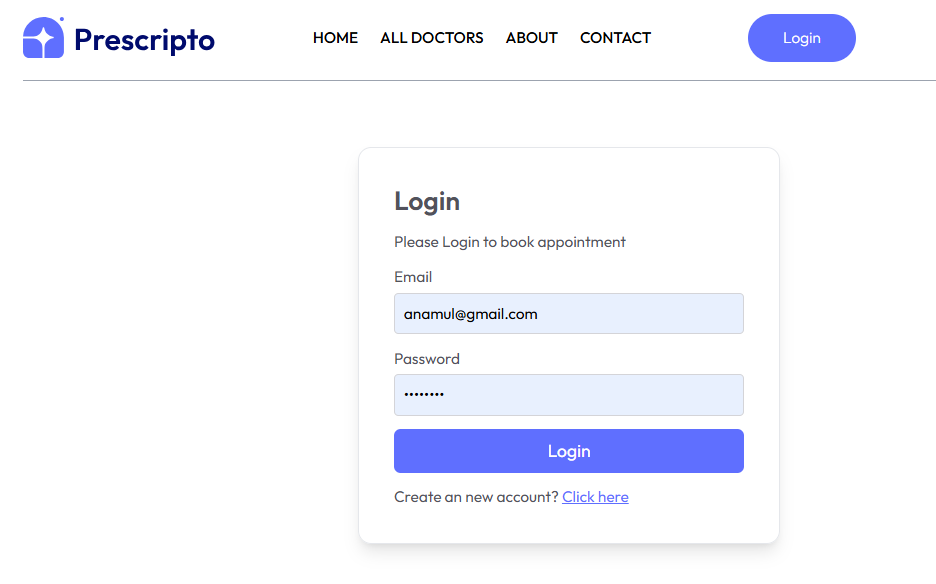 Prescripto
HOME ALL DOCTORS ABOUT CONTACT Login
Login
Please Login to book appointment
Email
anamul@gmail.com
Password
••••••••
Login
Create an new account? Click here